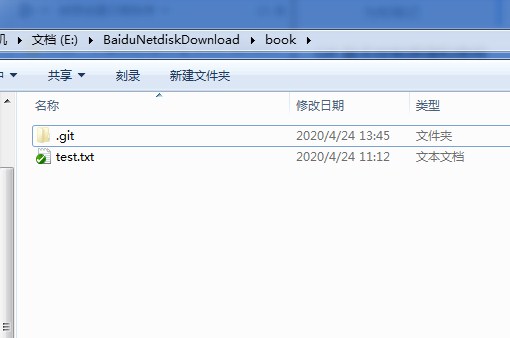 机 ▸ 文档 (E:) ▸ BaiduNetdiskDownload ▸ book ▸
共享 刻录 新建文件夹
名称 修改日期 类型
.git 2020/4/24 13:45 文件夹
test.txt 2020/4/24 11:12 文本文档